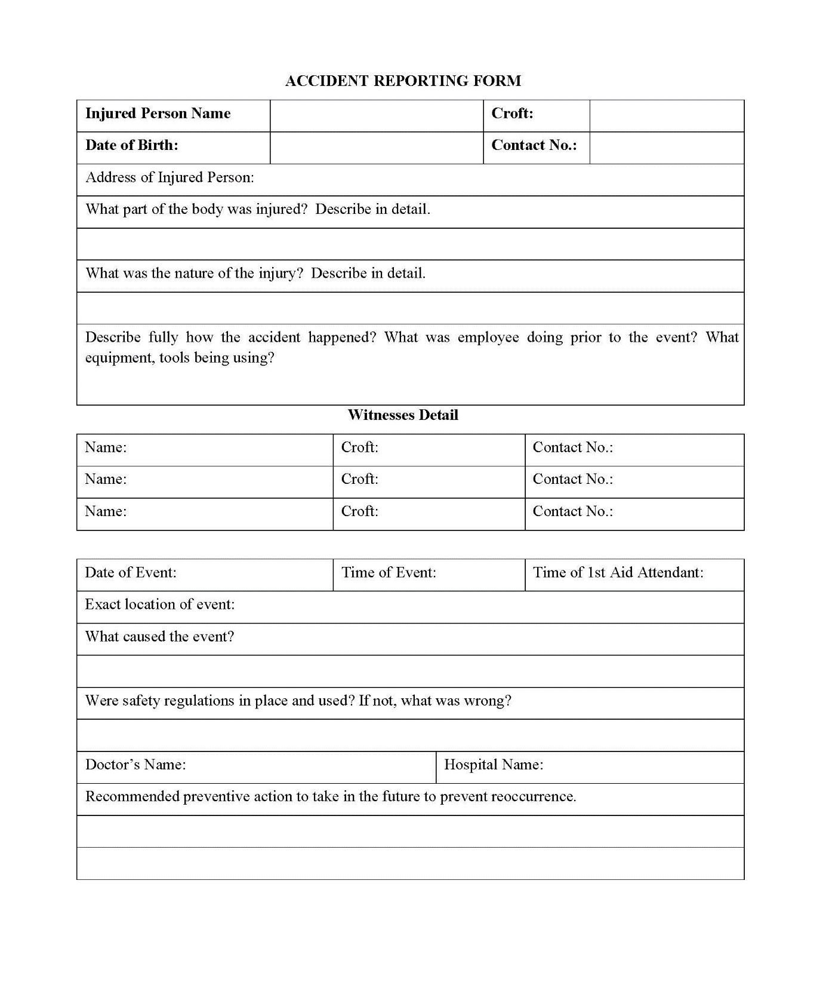 ACCIDENT REPORTING FORM
Injured Person Name
Croft:
Date of Birth:
Contact No.:
Address of Injured Person:
What part of the body was injured?  Describe in detail.
What was the nature of the injury?  Describe in detail.
Describe fully how the accident happened? What was employee doing prior to the event? What
equipment, tools being using?
Witnesses Detail
Name:
Croft:
Contact No.:
Name:
Croft:
Contact No.:
Name:
Croft:
Contact No.:
Date of Event:
Time of Event:
Time of 1st Aid Attendant:
Exact location of event:
What caused the event?
Were safety regulations in place and used? If not, what was wrong?
Doctor’s Name:
Hospital Name:
Recommended preventive action to take in the future to prevent reoccurrence.